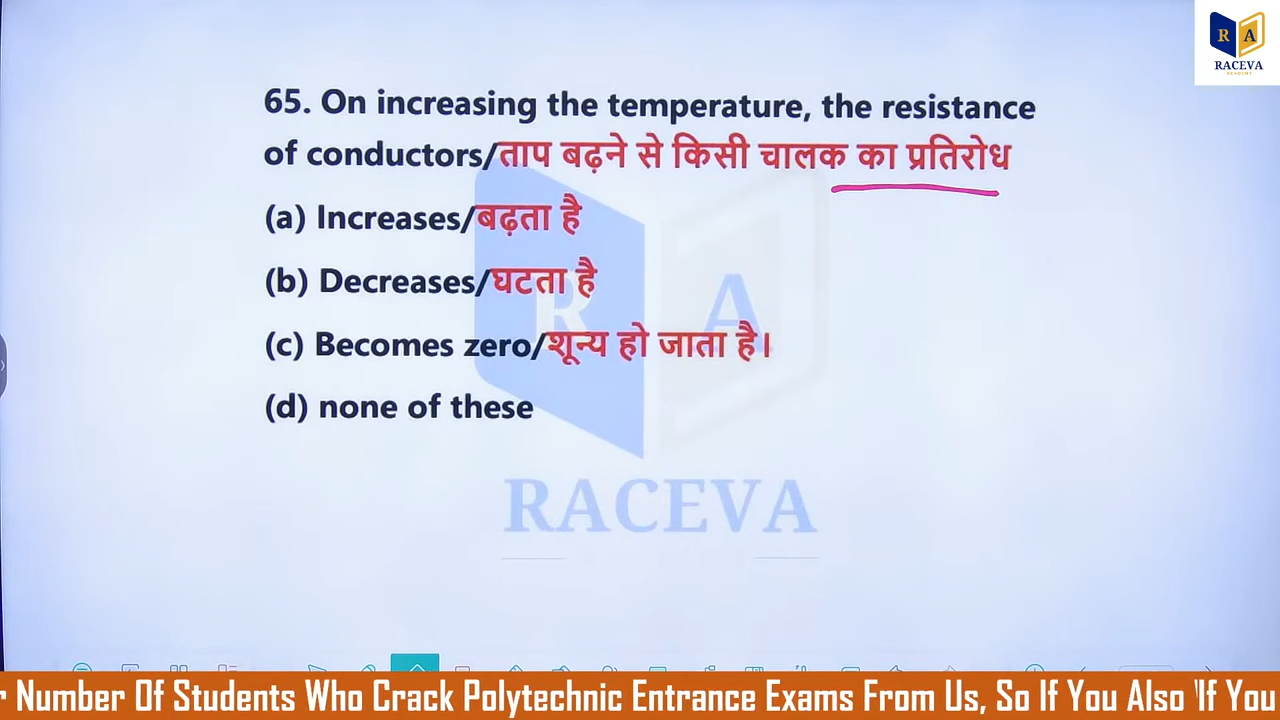 R A
RACEVA
ACADEMY
65. On increasing the temperature, the resistance
of conductors/ताप बढ़ने से किसी चालक का प्रतिरोध
(a) Increases/बढ़ता है
(b) Decreases/घटता है
(c) Becomes zero/शून्य हो जाता है।
(d) none of these
R A
RACEVA
r Number Of Students Who Crack Polytechnic Entrance Exams From Us, So If You Also 'If You